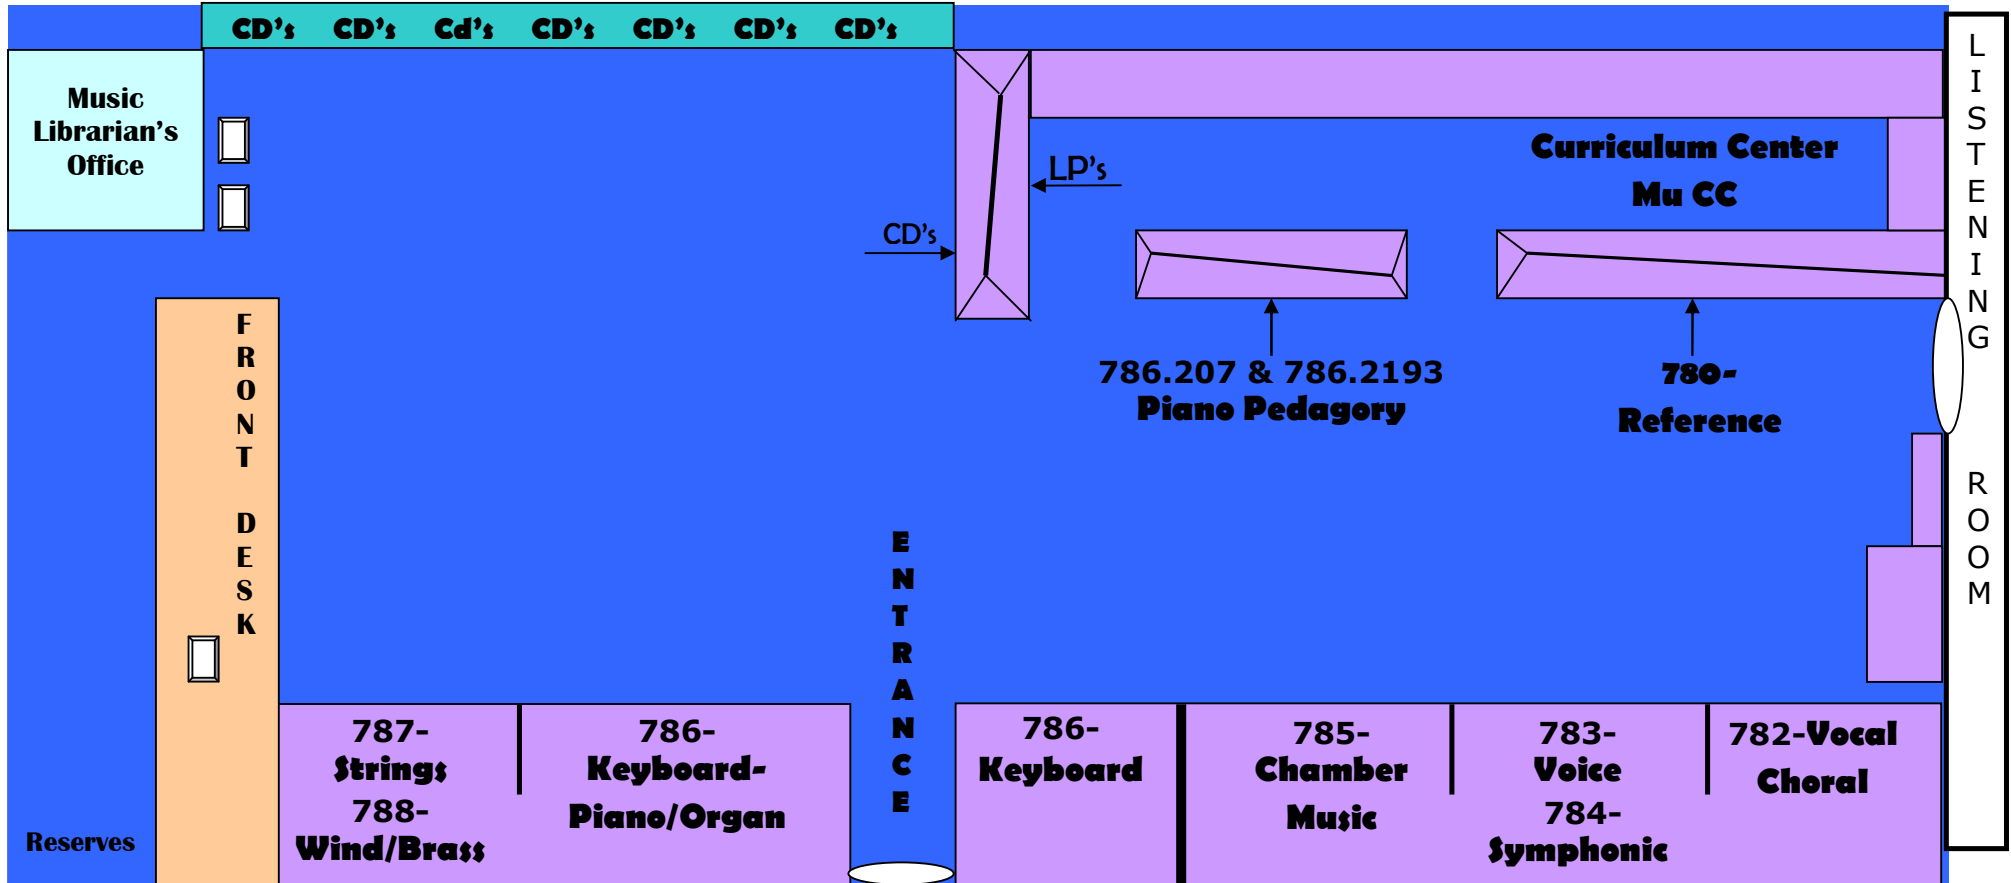 CD's CD's Cd's CD's CD's CD's CD's
Music
Librarian's
Office
LP's
CD's
Curriculum Center
Mu CC
LISTENING ROOM
FRONT DESK
786.207 & 786.2193
Piano Pedagory
780-
Reference
ENTRANCE
787-
Strings
788-
Wind/Brass
786-
Keyboard-
Piano/Organ
786-
Keyboard
785-
Chamber
Music
783-
Voice
784-
Symphonic
782-Vocal
Choral
Reserves